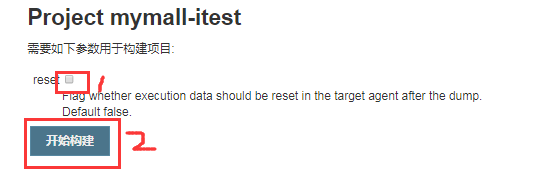 Project mymall-itest
需要如下参数用于构建项目:
reset 1
Flag whether execution data should be reset in the target agent after the dump.
Default false.
开始构建 2